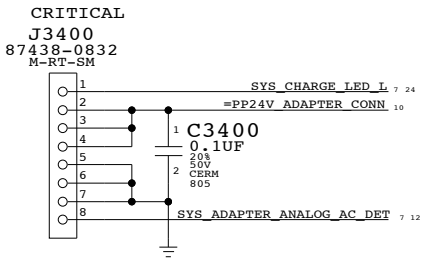 CRITICAL
J3400
87438-0832
M-RT-SM
1
SYS_CHARGE_LED_L 7 24
2
=PP24V_ADAPTER_CONN 10
3
4
1 C3400
0.1UF
20%
50V
2 CERM
805
5
6
7
8
SYS_ADAPTER_ANALOG_AC_DET 7 12